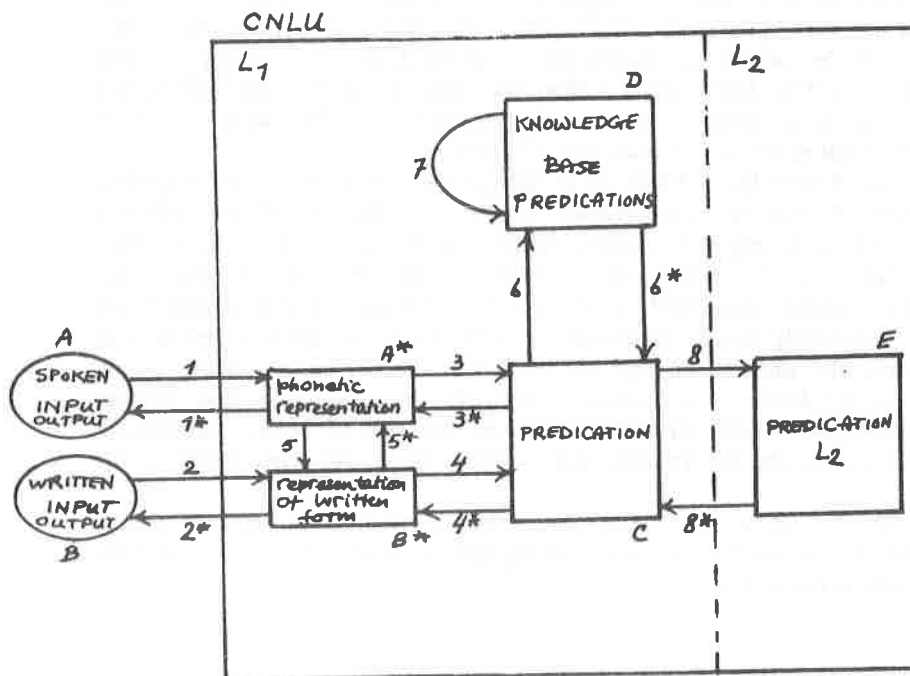 CNLU
L1
L2
D
KNOWLEDGE
BASE
PREDICATIONS
7
6
6*
A
SPOKEN
INPUT
OUTPUT
1
1*
A*
phonetic
representation
3
3*
8
E
PREDICATION
PREDICATION
L2
5
5*
WRITTEN
INPUT
OUTPUT
B
2
2*
representation
of written
form
B*
4
4*
C
8*